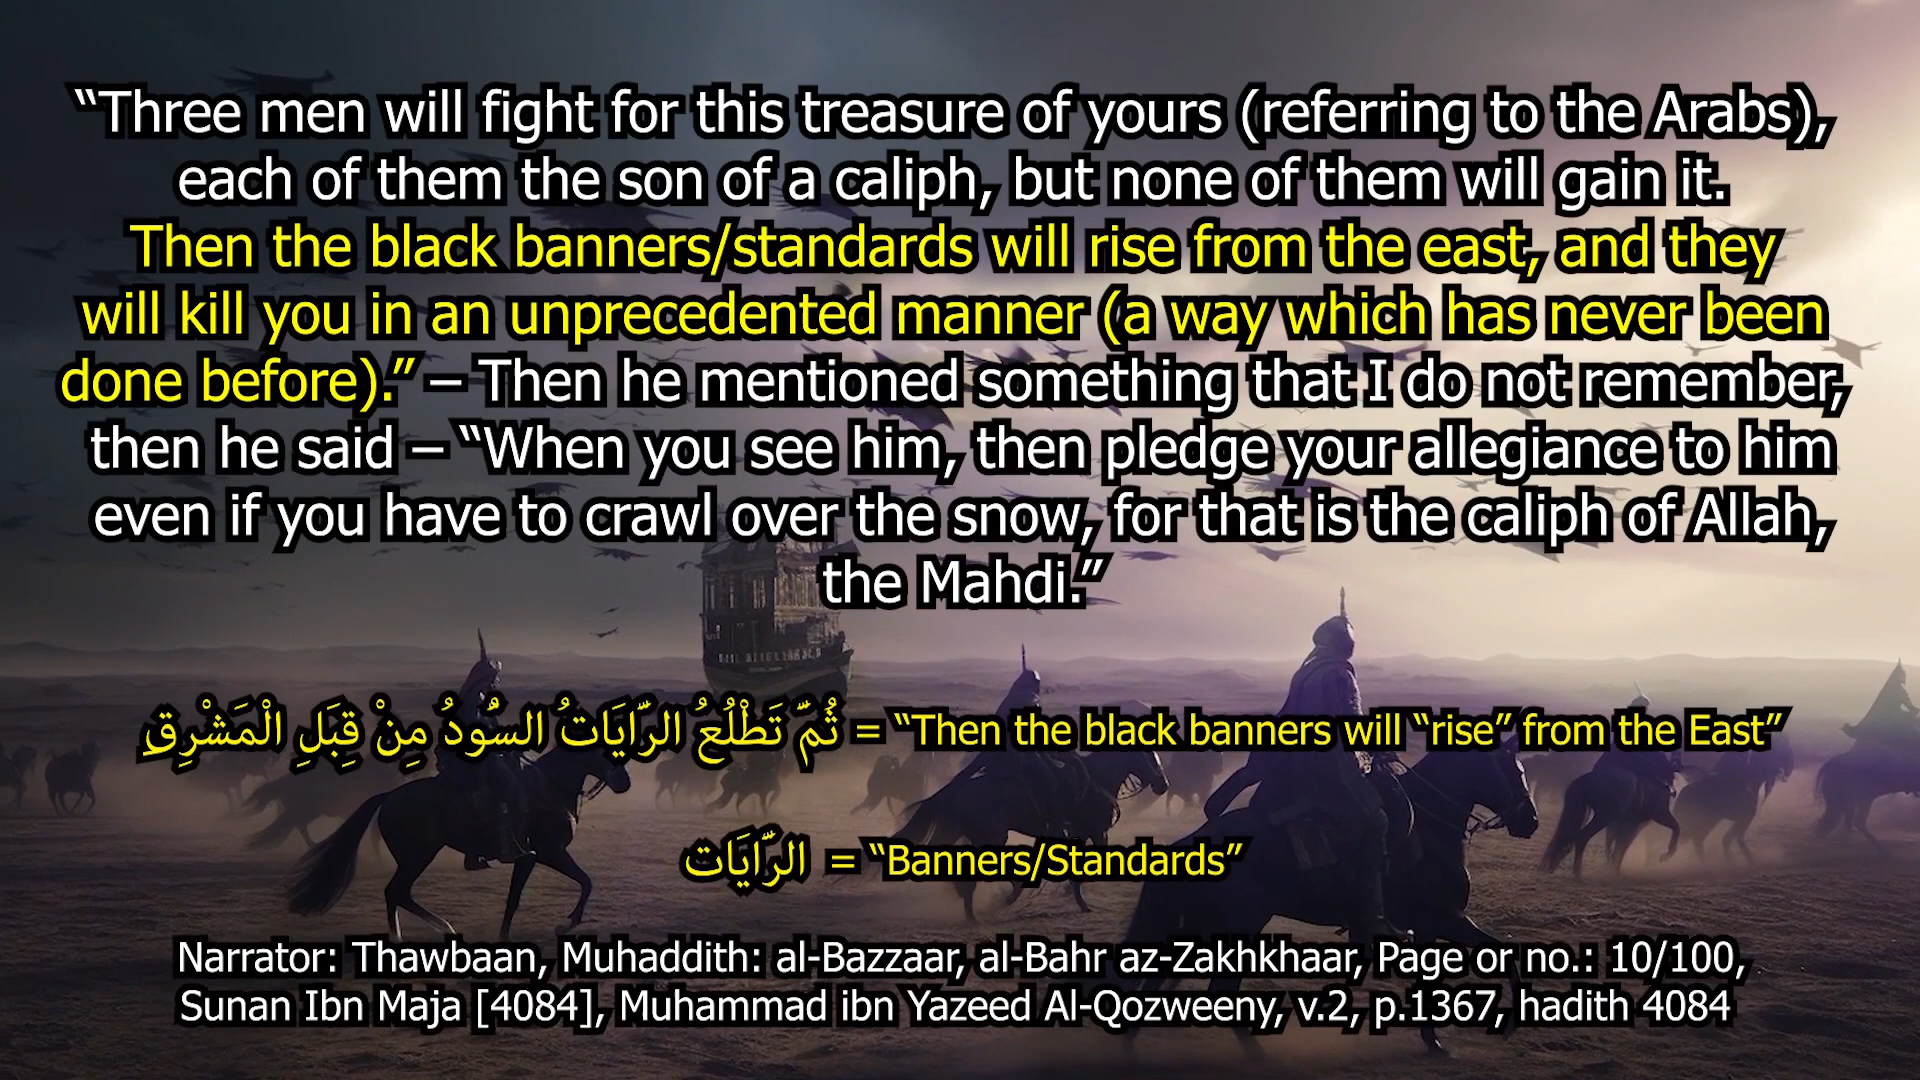 “Three men will fight for this treasure of yours (referring to the Arabs),
each of them the son of a caliph, but none of them will gain it.
Then the black banners/standards will rise from the east, and they
will kill you in an unprecedented manner (a way which has never been
done before).” – Then he mentioned something that I do not remember,
then he said – “When you see him, then pledge your allegiance to him
even if you have to crawl over the snow, for that is the caliph of Allah,
the Mahdi.”
ثُمَّ تَطْلُعُ الرَّايَاتُ السُّودُ مِنْ قِبَلِ الْمَشْرِقِ = “Then the black banners will “rise” from the East”
الرَّايَات = “Banners/Standards”
Narrator: Thawbaan, Muhaddith: al-Bazzaar, al-Bahr az-Zakhkhaar, Page or no.: 10/100,
Sunan Ibn Maja [4084], Muhammad ibn Yazeed Al-Qozweeny, v.2, p.1367, hadith 4084